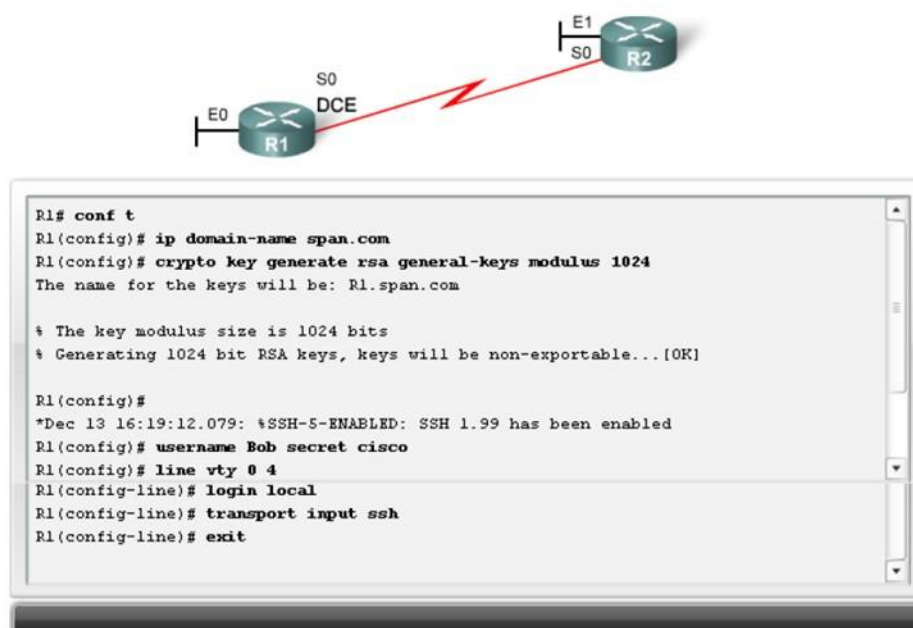 E1
S0
R2
S0
DCE
E0
R1
R1# conf t
R1(config)# ip domain-name span.com
R1(config)# crypto key generate rsa general-keys modulus 1024
The name for the keys will be: R1.span.com
% The key modulus size is 1024 bits
% Generating 1024 bit RSA keys, keys will be non-exportable...[OK]
R1(config)#
*Dec 13 16:19:12.079: %SSH-5-ENABLED: SSH 1.99 has been enabled
R1(config)# username Bob secret cisco
R1(config)# line vty 0 4
R1(config-line)# login local
R1(config-line)# transport input ssh
R1(config-line)# exit